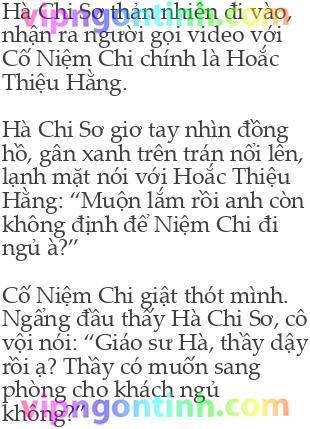 Hà Chi Sơ thản nhiên đi vào,
vipngontinh.com
nhận ra người gọi video với
Cố Niệm Chi chính là Hoắc
Thiệu Hằng.
Hà Chi Sơ giơ tay nhìn đồng
hồ, gân xanh trên trán nổi lên,
lạnh mặt nói với Hoắc Thiệu
Hằng: “Muộn lắm rồi anh còn
không định để Niệm Chi đi
ngủ à?”
Cố Niệm Chi giật thót mình.
Ngẩng đầu thấy Hà Chi Sơ, cô
vội nói: “Giáo sư Hà, thầy dậy
rồi ạ? Thầy có muốn sang
phòng cho khách ngủ
không?”
vipngontinh.com